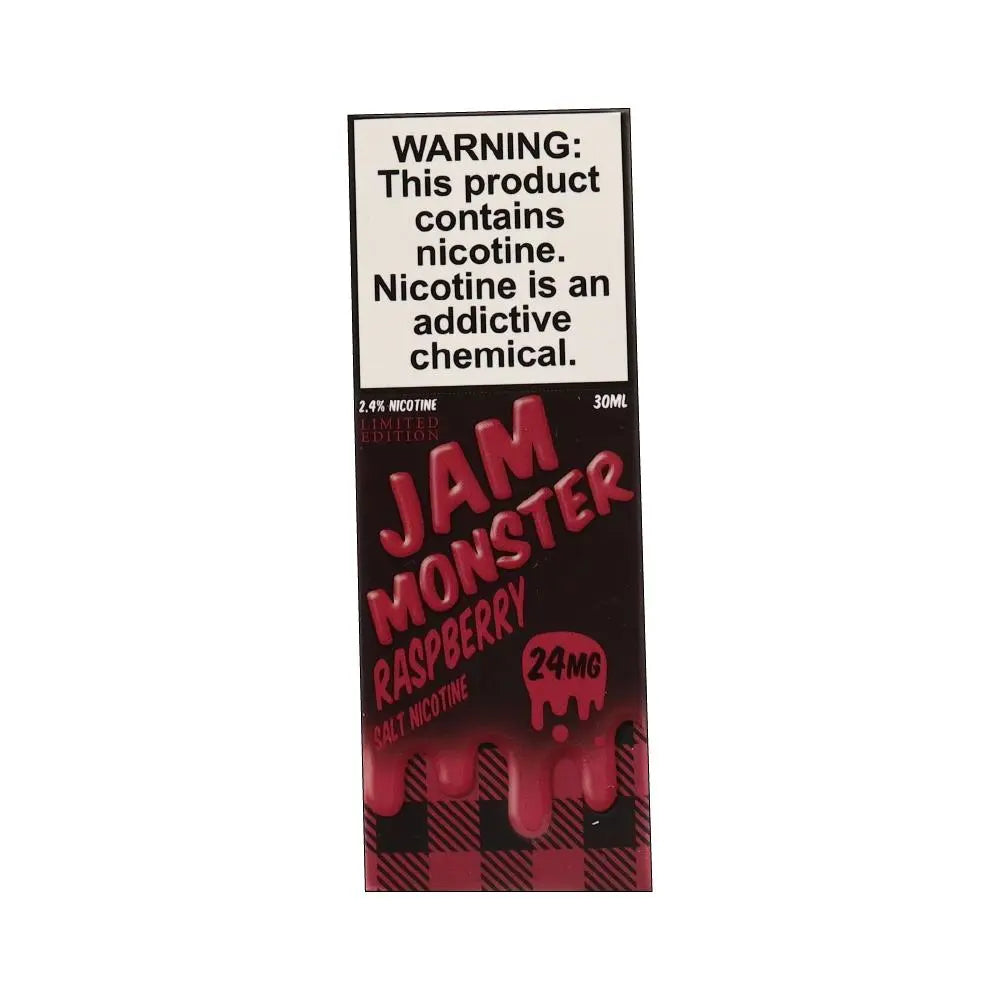 WARNING:
This product
contains
nicotine.
Nicotine is an
addictive
chemical.
2.4% NICOTINE
30ML
LIMITED
EDITION
JAM
MONSTER
RASPBERRY
SALT NICOTINE
24MG